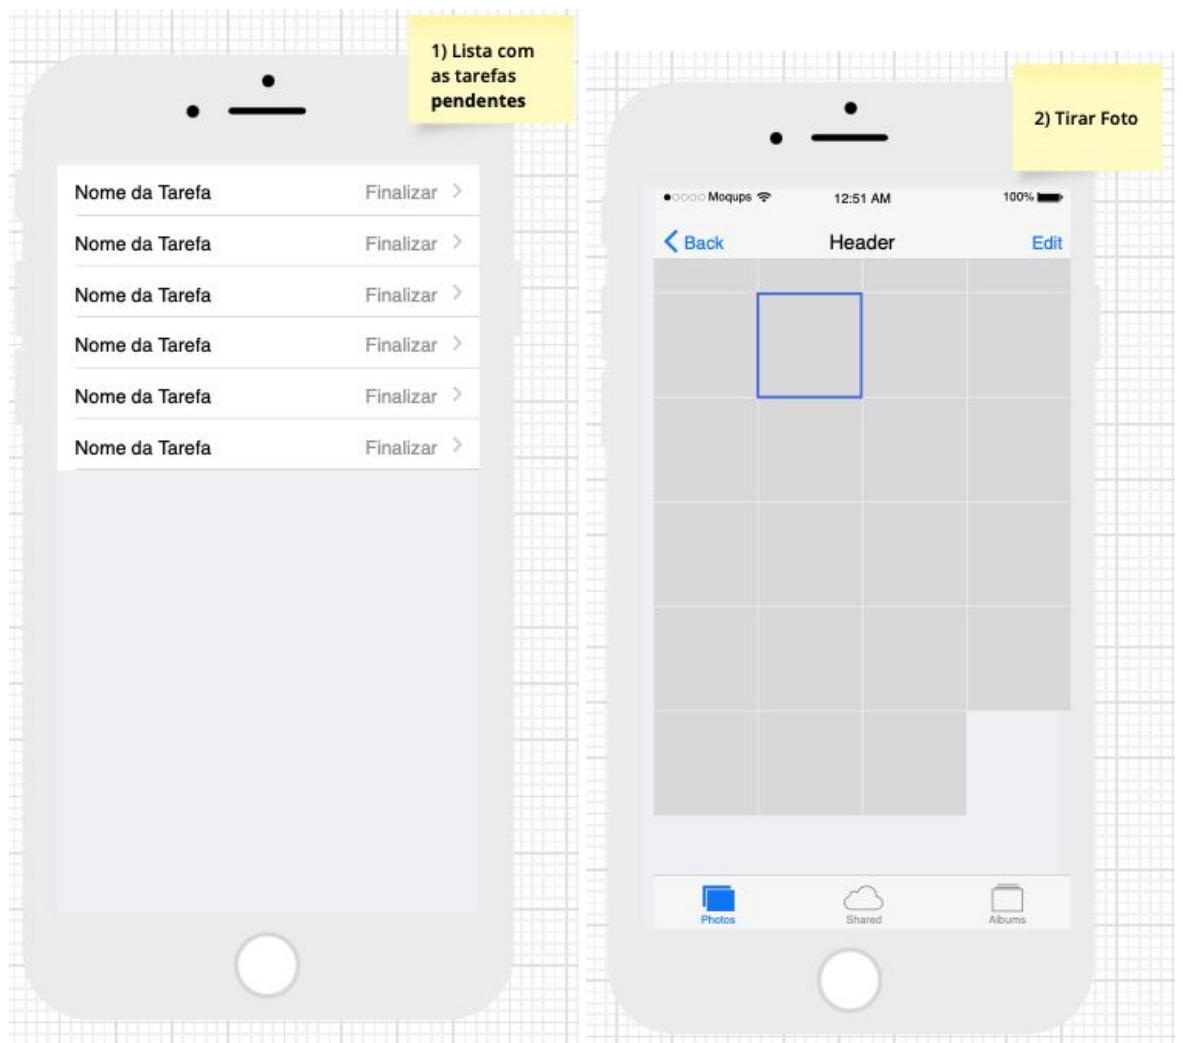 1) Lista com
as tarefas
pendentes
Nome da Tarefa Finalizar
Nome da Tarefa Finalizar
Nome da Tarefa Finalizar
Nome da Tarefa Finalizar
Nome da Tarefa Finalizar
Nome da Tarefa Finalizar
2) Tirar Foto
Moqups 12:51 AM 100%
Back Header Edit
Photos Shared Albums